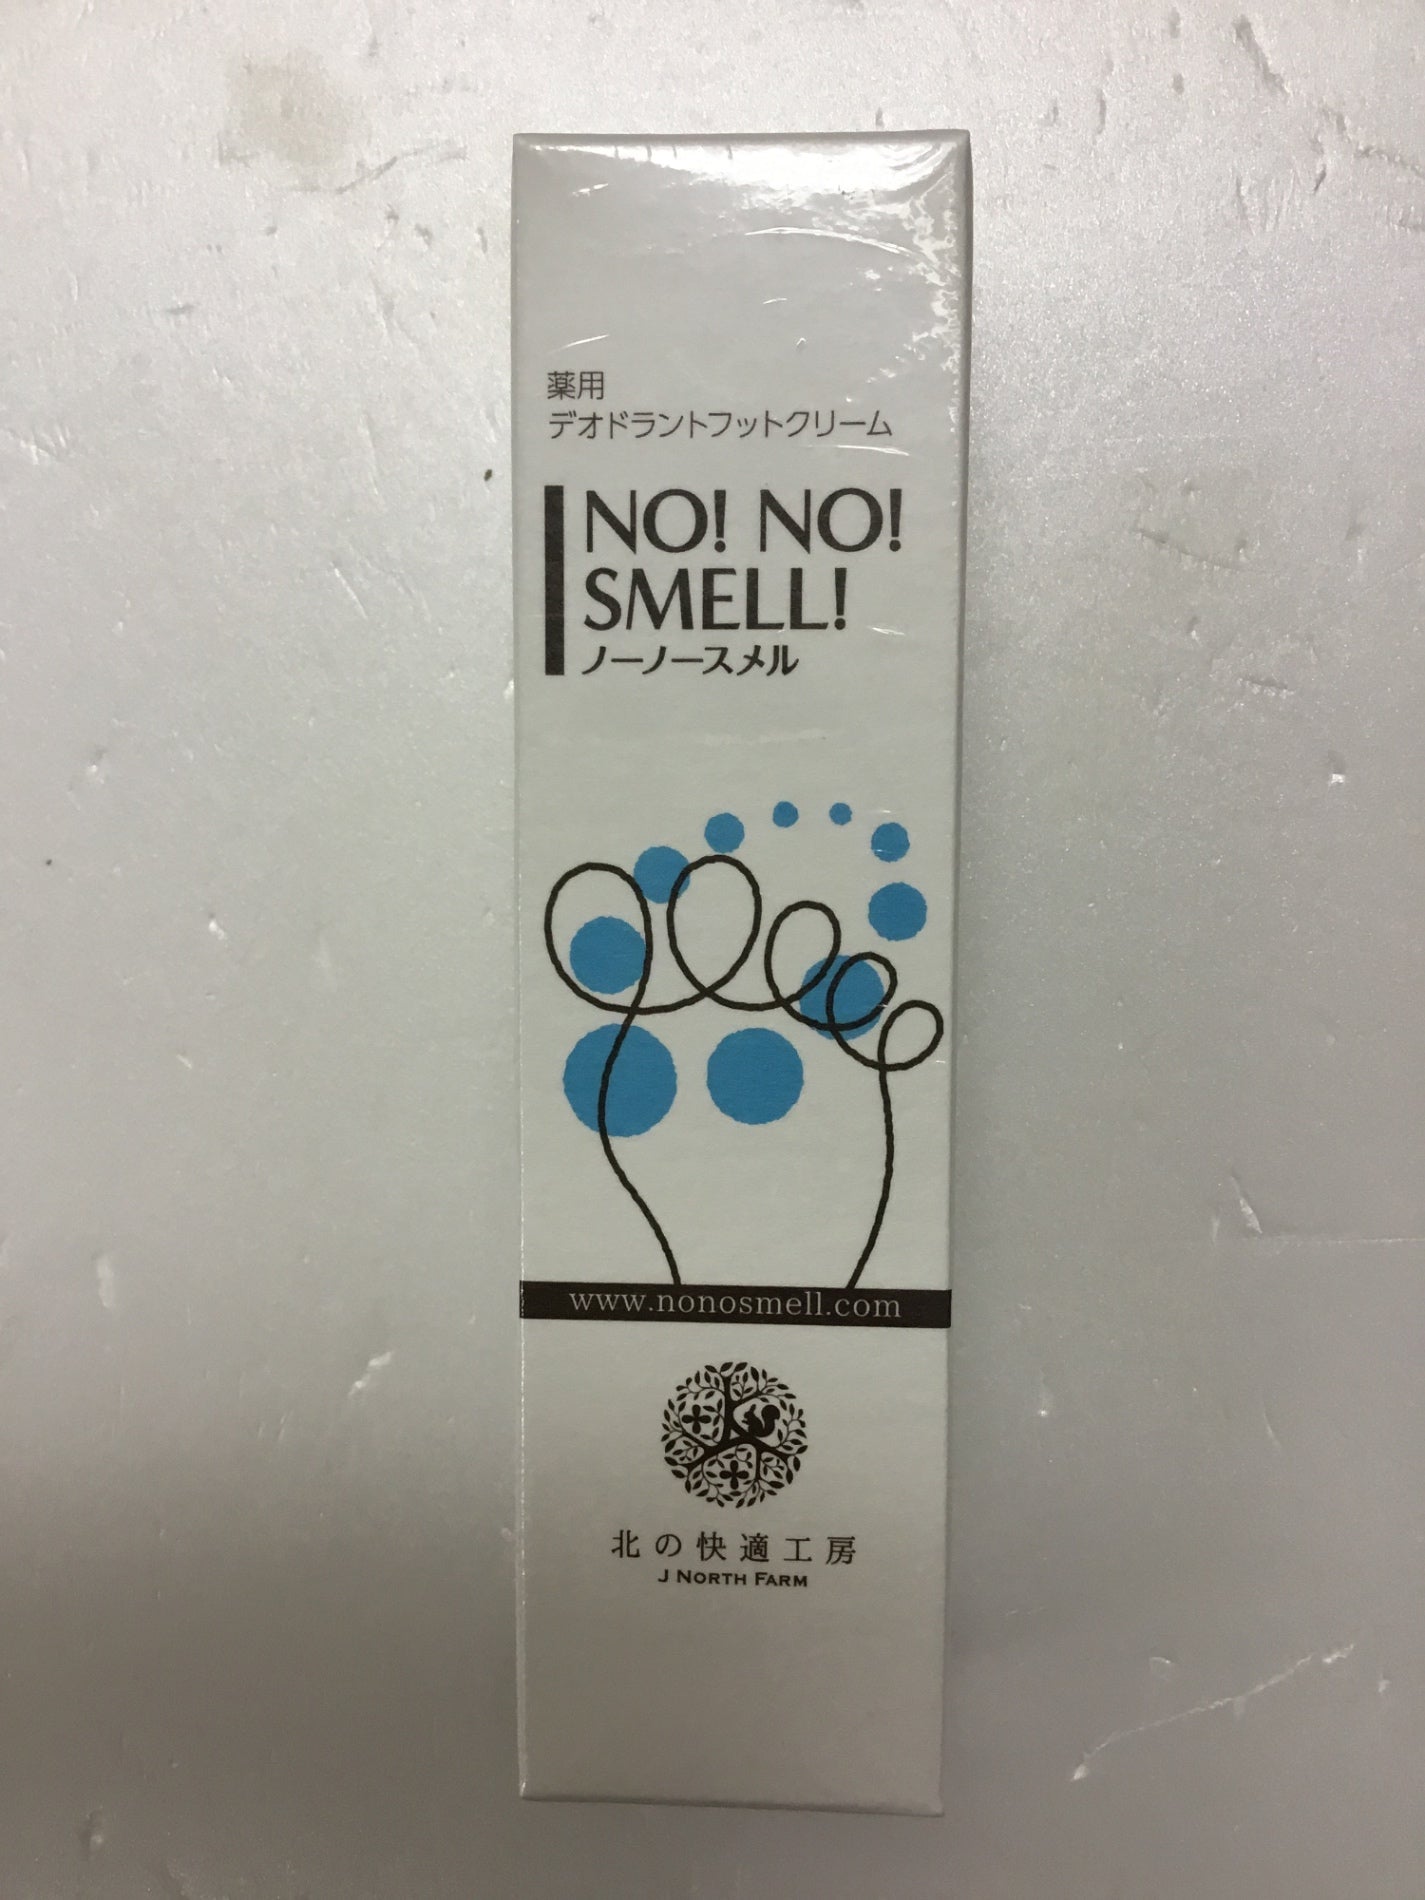 薬用
デオドラントフットクリーム
NO! NO!
SMELL!
ノーノースメル
www.nonosmell.com
北の快適工房
J NORTH FARM